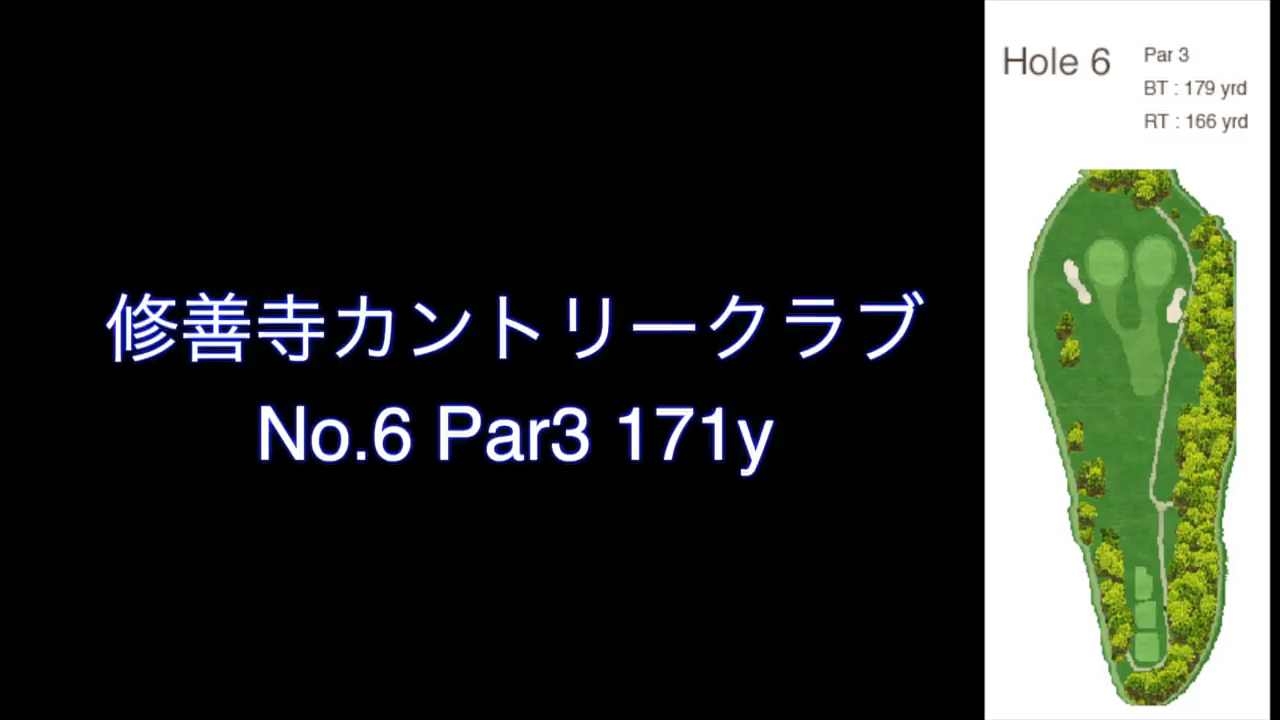 修善寺カントリークラブ
No.6 Par3 171y
Hole 6
Par 3
BT : 179 yrd
RT : 166 yrd